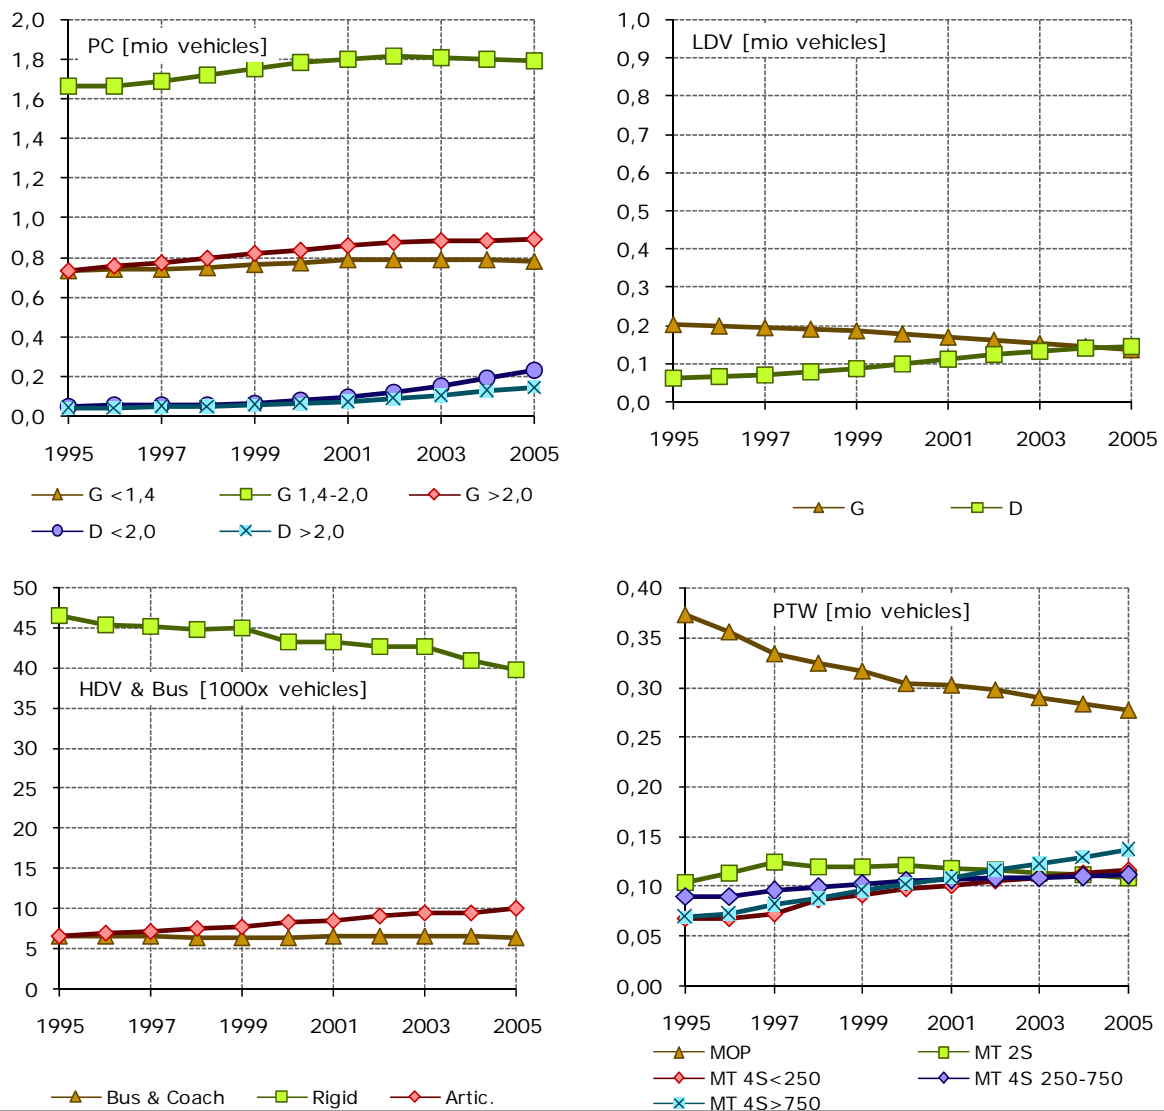 PC [mio vehicles]
2,0
1,8
1,6
1,4
1,2
1,0
0,8
0,6
0,4
0,2
0,0
1995 1997 1999 2001 2003 2005
G <1,4 G 1,4-2,0 G >2,0
D <2,0 D >2,0
LDV [mio vehicles]
1,0
0,9
0,8
0,7
0,6
0,5
0,4
0,3
0,2
0,1
0,0
1995 1997 1999 2001 2003 2005
G D
HDV & Bus [1000x vehicles]
50
45
40
35
30
25
20
15
10
5
0
1995 1997 1999 2001 2003 2005
Bus & Coach Rigid Artic.
PTW [mio vehicles]
0,40
0,35
0,30
0,25
0,20
0,15
0,10
0,05
0,00
1995 1997 1999 2001 2003 2005
MOP MT 2S
MT 4S<250 MT 4S 250-750
MT 4S>750